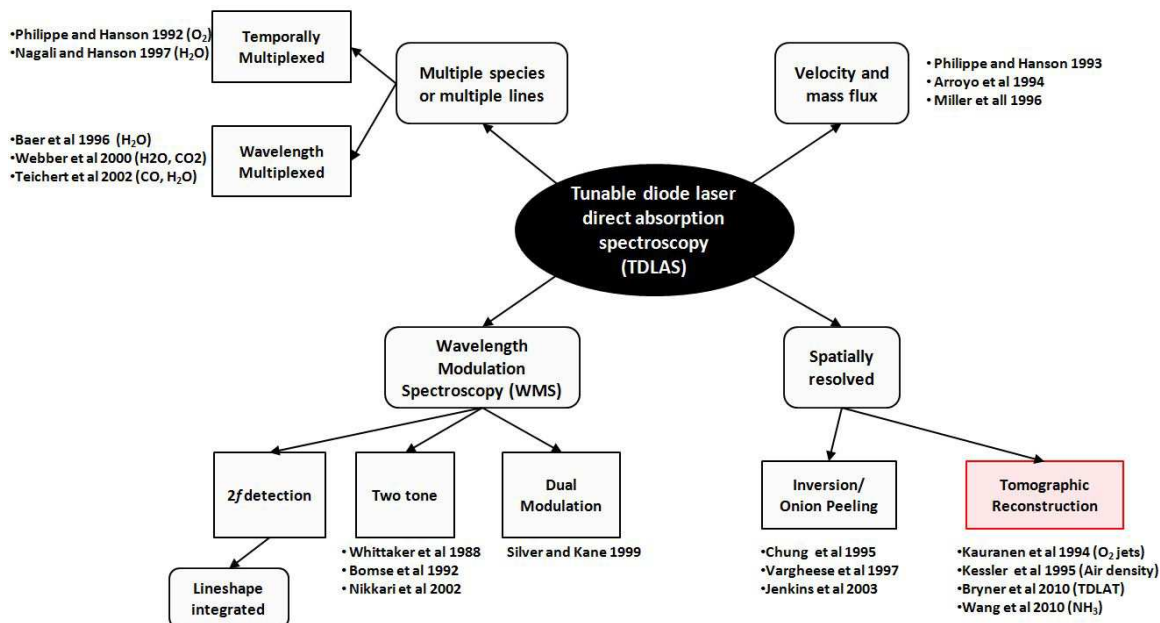 •Philippe and Hanson 1992 (O₂)
•Nagali and Hanson 1997 (H₂O)
Temporally
Multiplexed
Multiple species
or multiple lines
Velocity and
mass flux
•Philippe and Hanson 1993
•Arroyo et al 1994
•Miller et all 1996
•Baer et al 1996 (H₂O)
•Webber et al 2000 (H2O, CO2)
•Teichert et al 2002 (CO, H₂O)
Wavelength
Multiplexed
Tunable diode laser
direct absorption
spectroscopy
(TDLAS)
Wavelength
Modulation
Spectroscopy (WMS)
Spatially
resolved
2f detection
Two tone
Dual
Modulation
Inversion/
Onion Peeling
Tomographic
Reconstruction
Lineshape
integrated
• Whittaker et al 1988
• Bomse et al 1992
• Nikkari et al 2002
Silver and Kane 1999
• Chung et al 1995
• Vargheese et al 1997
• Jenkins et al 2003
• Kauranen et al 1994 (O₂ jets)
• Kessler et al 1995 (Air density)
• Bryner et al 2010 (TDLAT)
• Wang et al 2010 (NH₃)